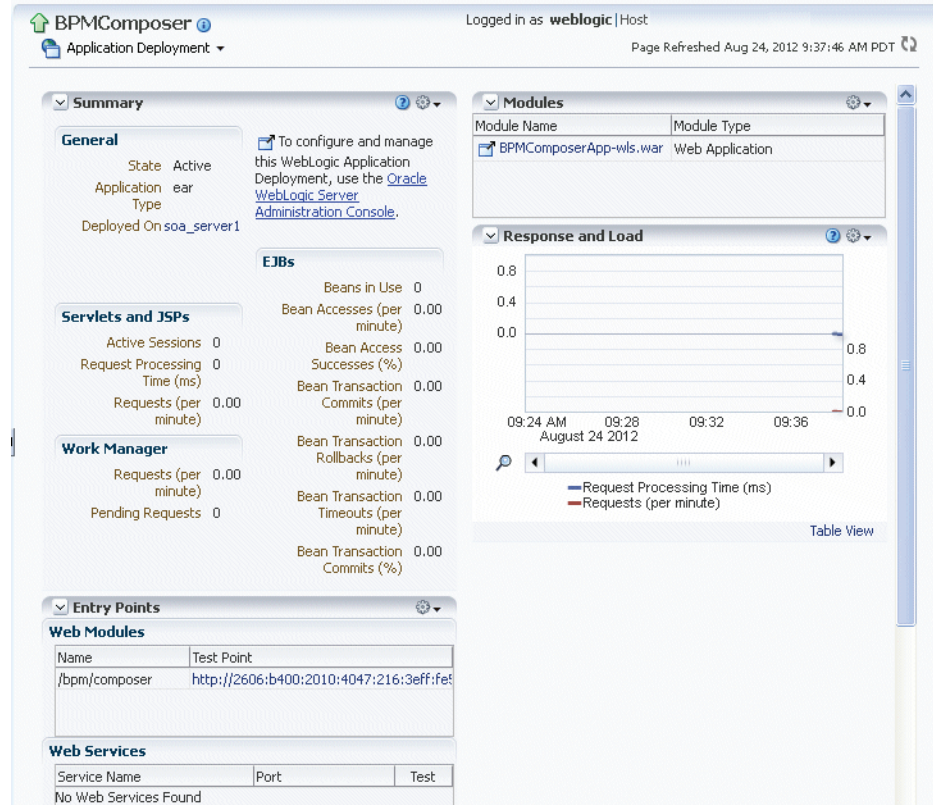 BPMComposer
Logged in as weblogic|Host
Application Deployment
Page Refreshed Aug 24, 2012 9:37:46 AM PDT
Summary
General
State Active
Application Type ear
Deployed On soa_server1
To configure and manage
this WebLogic Application
Deployment, use the Oracle
WebLogic Server
Administration Console.
Servlets and JSPs
Active Sessions 0
Request Processing Time (ms) 0
Requests (per minute) 0.00
Work Manager
Requests (per minute) 0.00
Pending Requests 0
EJBs
Beans in Use 0
Bean Accesses (per minute) 0.00
Bean Access Successes (%) 0.00
Bean Transaction Commits (per minute) 0.00
Bean Transaction Rollbacks (per minute) 0.00
Bean Transaction Timeouts (per minute) 0.00
Bean Transaction Commits (%) 0.00
Entry Points
Web Modules
Name Test Point
/bpm/composer http://2606:b400:2010:4047:216:3eff:fe5
Web Services
Service Name Port Test
No Web Services Found
Modules
Module Name Module Type
BPMComposerApp-wls.war Web Application
Response and Load
0.8
0.4
0.0
0.8
0.4
0.0
09:24 AM 09:28 09:32 09:36
August 24 2012
Request Processing Time (ms)
Requests (per minute)
Table View